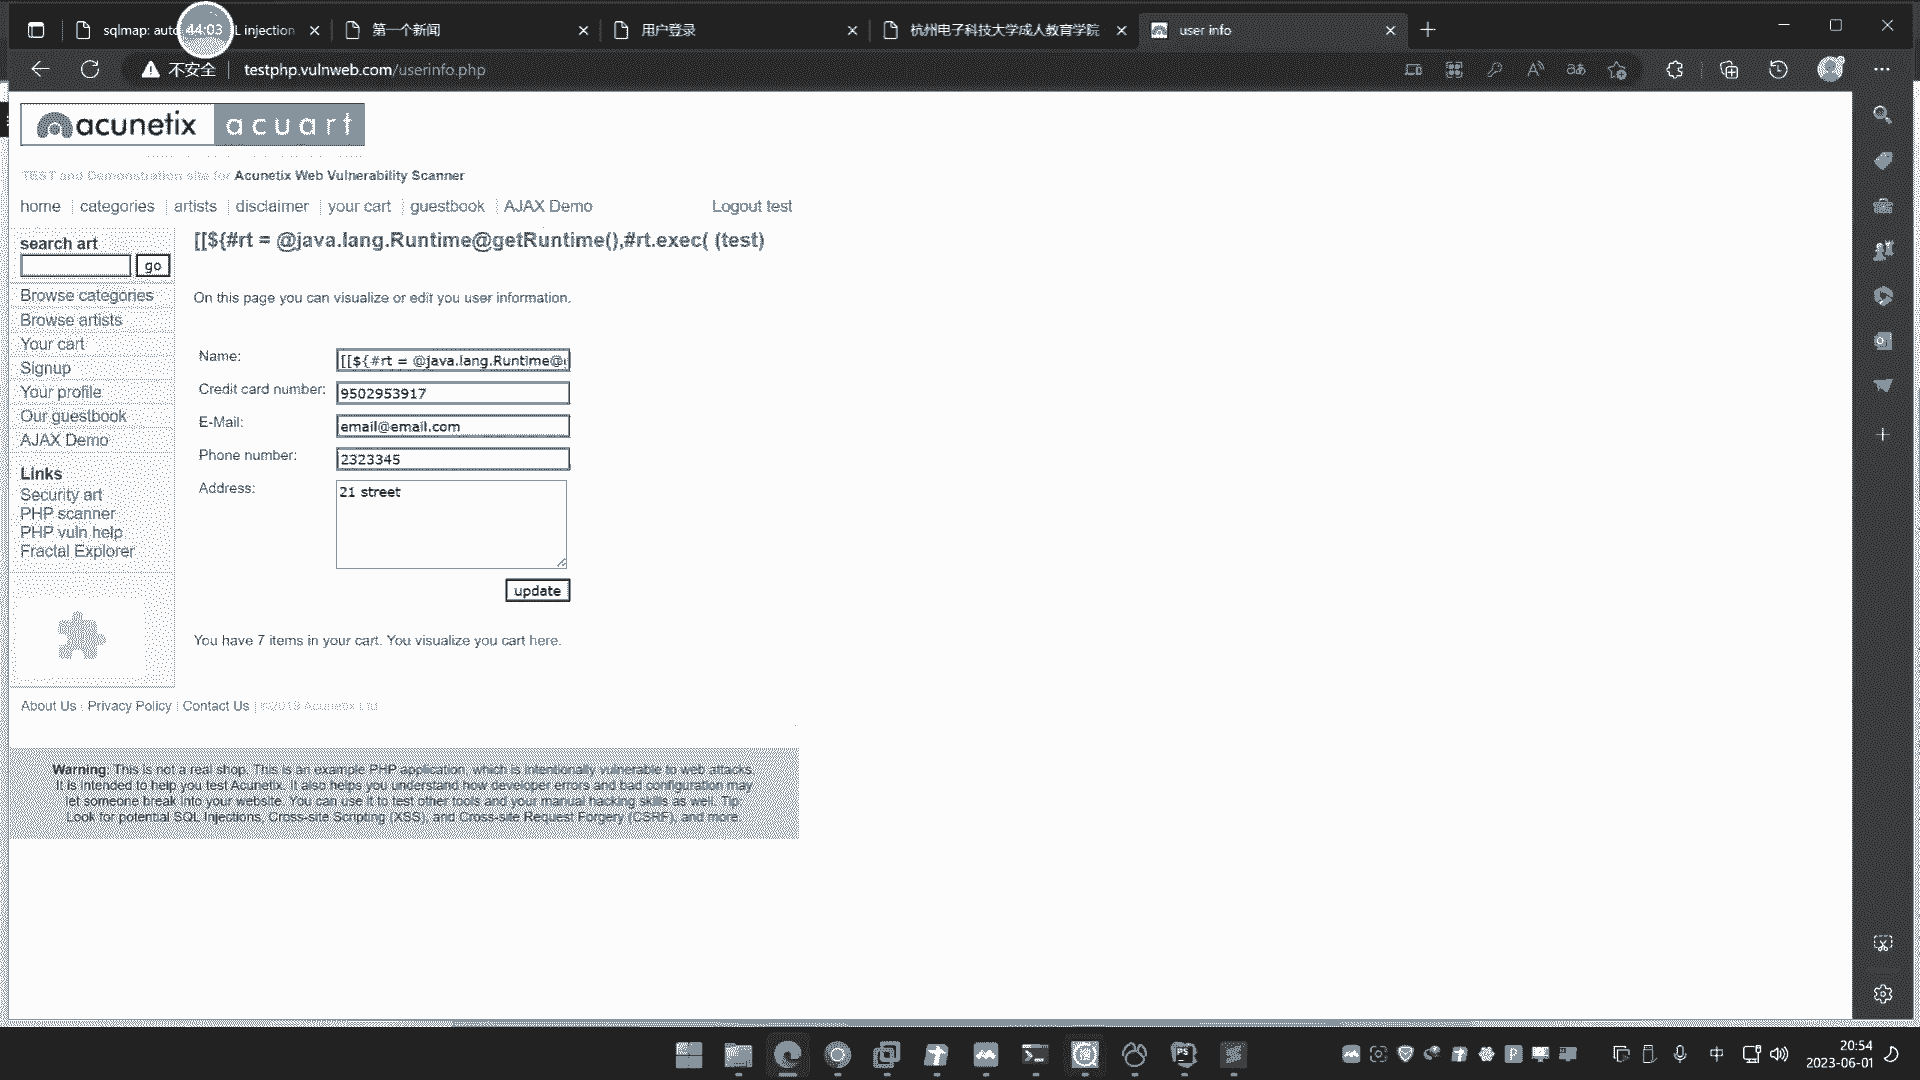 sqlmap: auto
44:03
L injection
第一个新闻
用户登录
杭州电子科技大学成人教育学院
user info
不安全
testphp.vulnweb.com/userinfo.php
acunetix acuart
TEST and Demonstration site for Acunetix Web Vulnerability Scanner
home categories artists disclaimer your cart guestbook AJAX Demo Logout test
search art
go
Browse categories
Browse artists
Your cart
Signup
Your profile
Our guestbook
AJAX Demo
Links
Security art
PHP scanner
PHP vuln help
Fractal Explorer
[[${#rt = @java.lang.Runtime@getRuntime(),#rt.exec( (test)
On this page you can visualize or edit you user information.
Name: [[${#rt = @java.lang.Runtime@
Credit card number: 9502953917
E-Mail: email@email.com
Phone number: 2323345
Address: 21 street
update
You have 7 items in your cart. You visualize you cart here.
About Us | Privacy Policy | Contact Us | ©2019 Acunetix Ltd
Warning: This is not a real shop. This is an example PHP application, which is intentionally vulnerable to web attacks.
It is intended to help you test Acunetix. It also helps you understand how developer errors and bad configuration may
let someone break into your website. You can use it to test other tools and your manual hacking skills as well. Tip:
Look for potential SQL Injections, Cross-site Scripting (XSS), and Cross-site Request Forgery (CSRF), and more.
中
20:54
2023-06-01